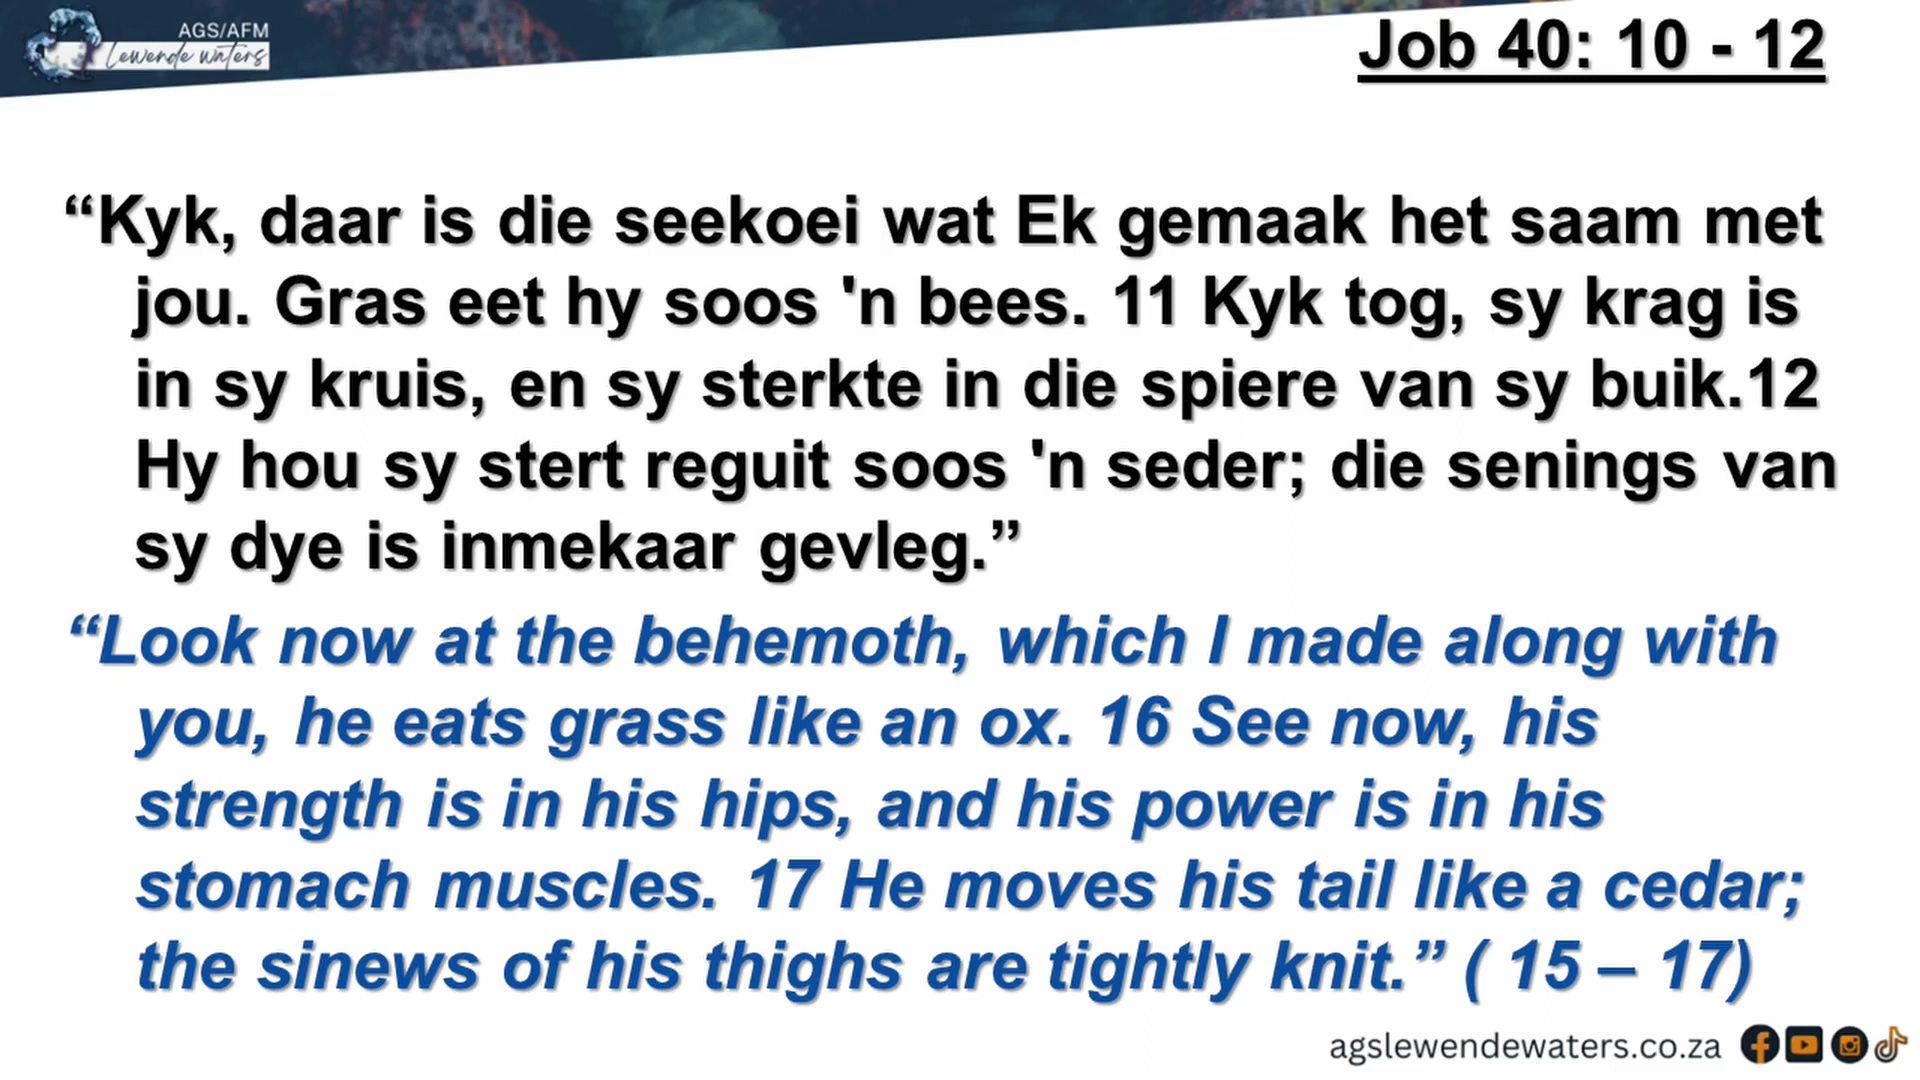 AGS/AFM
Lewende waters
Job 40: 10 - 12
“Kyk, daar is die seekoei wat Ek gemaak het saam met
jou. Gras eet hy soos 'n bees. 11 Kyk tog, sy krag is
in sy kruis, en sy sterkte in die spiere van sy buik.12
Hy hou sy stert reguit soos 'n seder; die senings van
sy dye is inmekaar gevleg.”
“Look now at the behemoth, which I made along with
you, he eats grass like an ox. 16 See now, his
strength is in his hips, and his power is in his
stomach muscles. 17 He moves his tail like a cedar;
the sinews of his thighs are tightly knit.” ( 15 – 17)
agslewendewaters.co.za